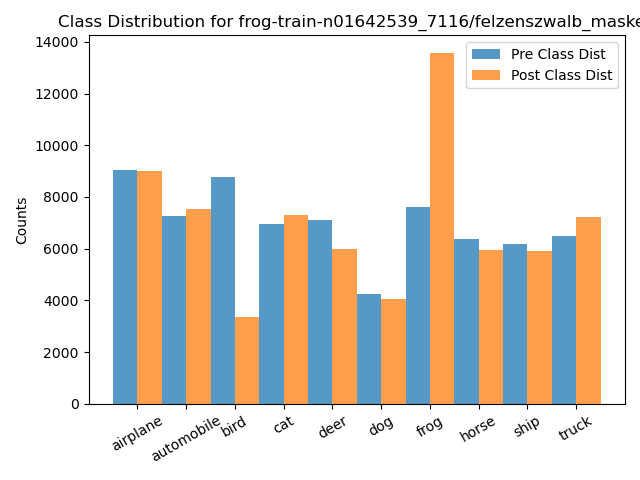 Class Distribution for frog-train-n01642539_7116/felzenszwalb_maske
Pre Class Dist
Post Class Dist
Counts
14000
12000
10000
8000
6000
4000
2000
0
airplane
automobile
bird
cat
deer
dog
frog
horse
ship
truck